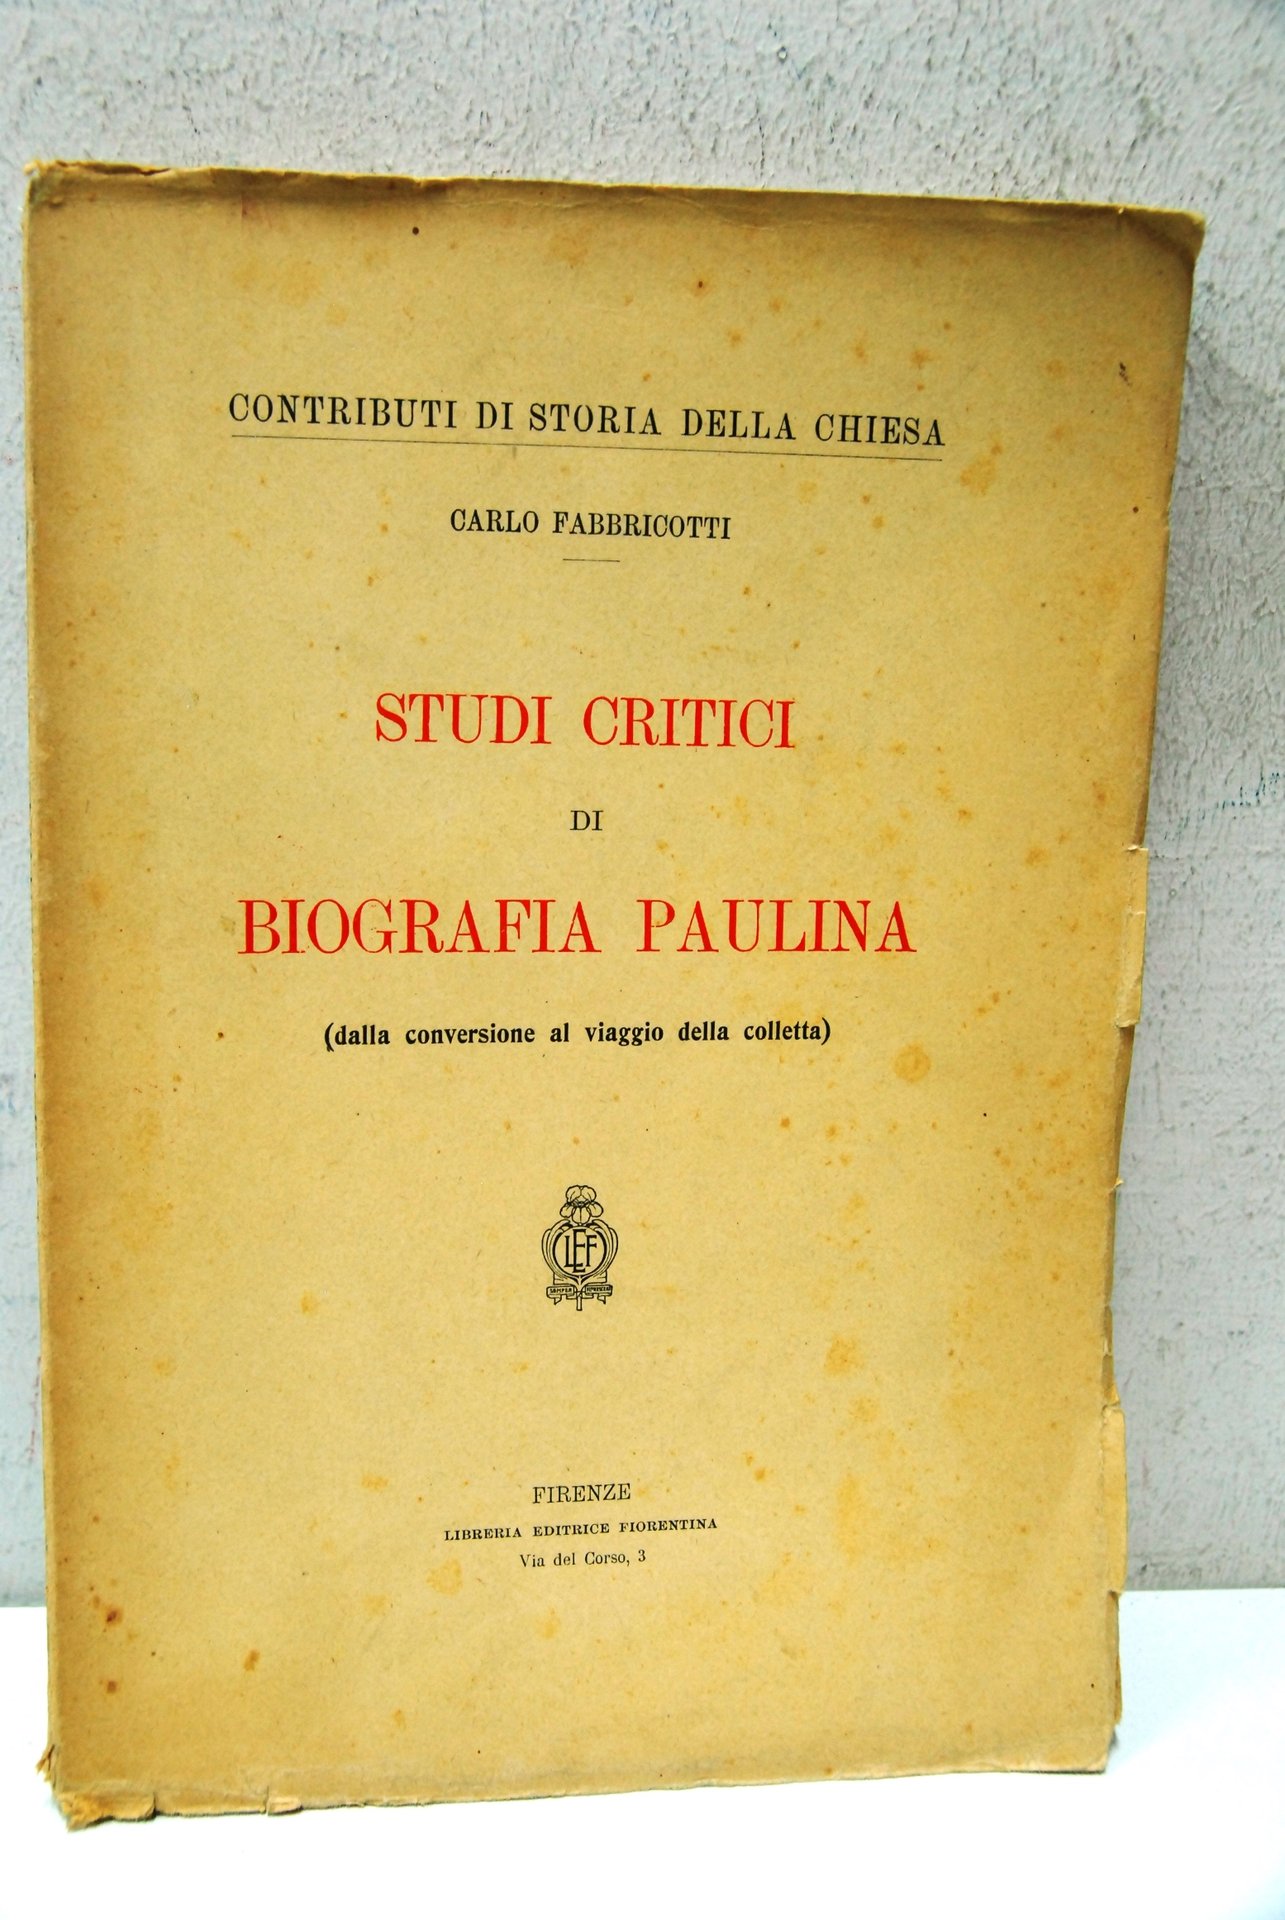 CONTRIBUTI DI STORIA DELLA CHIESA
CARLO FABBRICOTTI
STUDI CRITICI
DI
BIOGRAFIA PAULINA
(dalla conversione al viaggio della colletta)
LEF
SEMPER
FIRENZE
LIBRERIA EDITRICE FIORENTINA
Via del Corso, 3